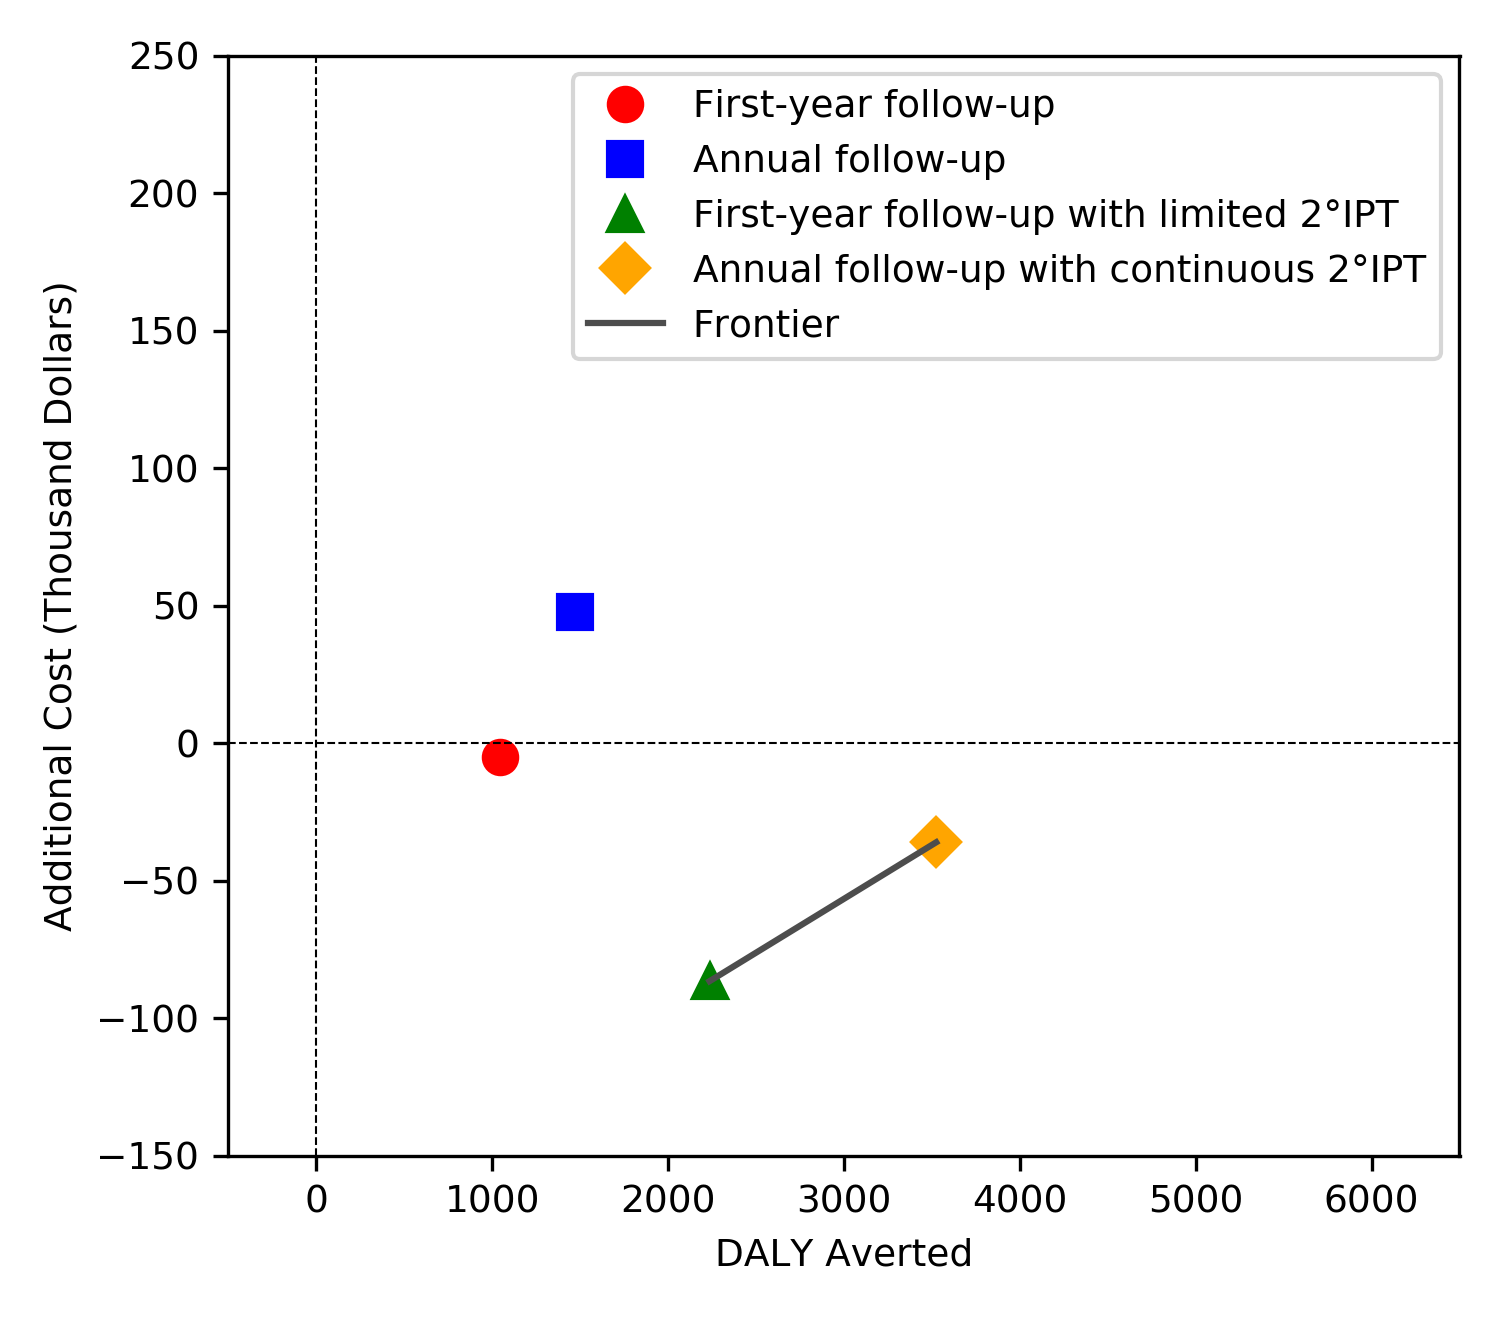 250
200
150
100
50
0
−50
−100
−150
Additional Cost (Thousand Dollars)
First-year follow-up
Annual follow-up
First-year follow-up with limited 2°IPT
Annual follow-up with continuous 2°IPT
Frontier
0 1000 2000 3000 4000 5000 6000
DALY Averted